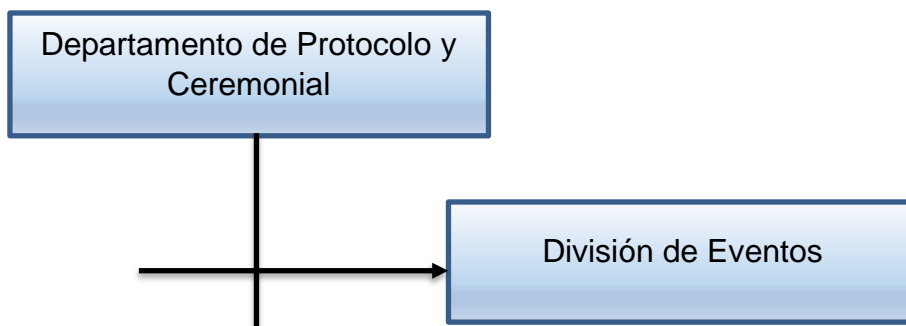 Departamento de Protocolo y
Ceremonial
División de Eventos